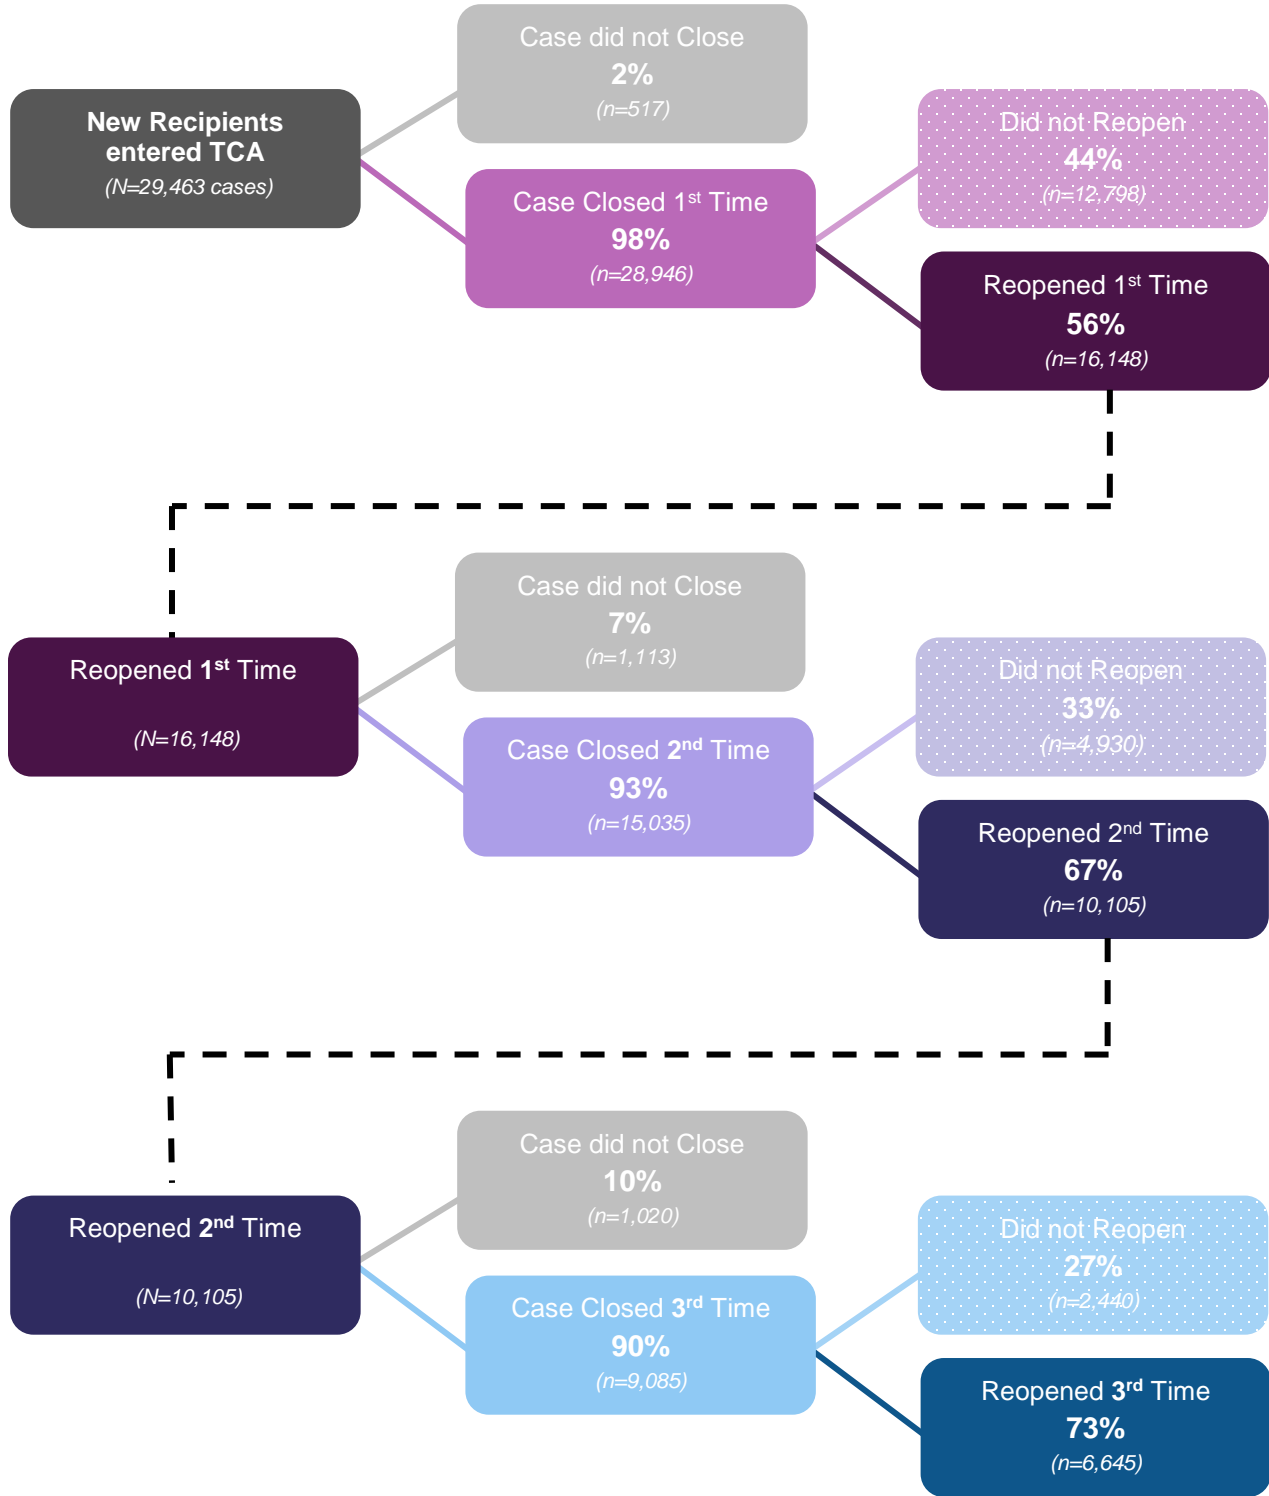 Case did not Close
2%
(n=517)
New Recipients
entered TCA
(N=29,463 cases)
Did not Reopen
44%
(n=12,798)
Case Closed 1st Time
98%
(n=28,946)
Reopened 1st Time
56%
(n=16,148)
Case did not Close
7%
(n=1,113)
Reopened 1st Time
(N=16,148)
Did not Reopen
33%
(n=4,930)
Case Closed 2nd Time
93%
(n=15,035)
Reopened 2nd Time
67%
(n=10,105)
Case did not Close
10%
(n=1,020)
Reopened 2nd Time
(N=10,105)
Did not Reopen
27%
(n=2,440)
Case Closed 3rd Time
90%
(n=9,085)
Reopened 3rd Time
73%
(n=6,645)